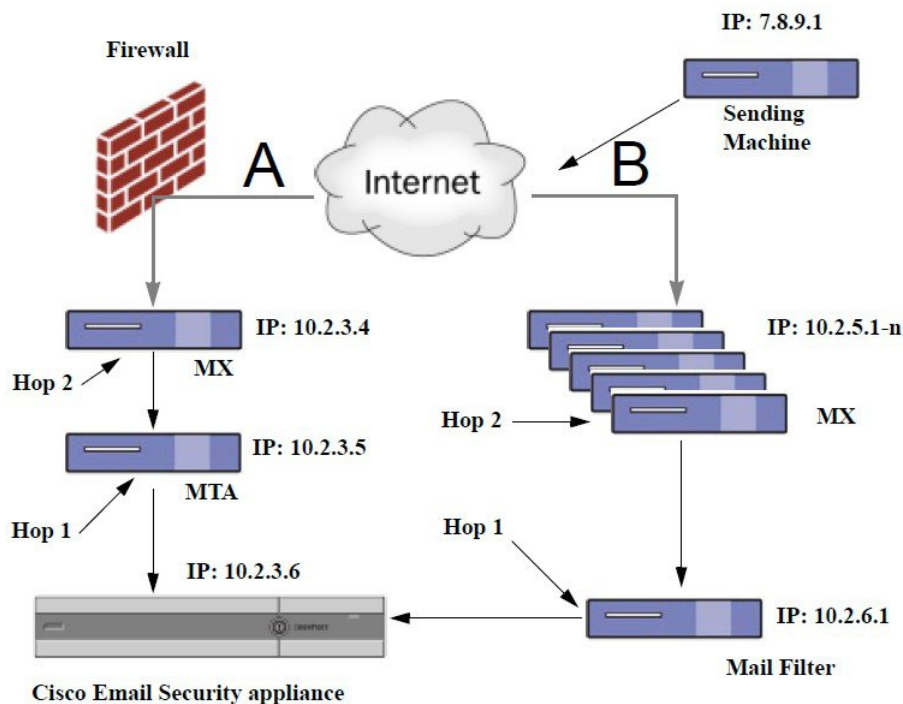 IP: 7.8.9.1
Firewall
Sending
Machine
A
Internet
B
IP: 10.2.3.4
IP: 10.2.5.1-n
MX
Hop 2
Hop 2
MX
IP: 10.2.3.5
MTA
Hop 1
Hop 1
IP: 10.2.3.6
IP: 10.2.6.1
IRONPORT
Mail Filter
Cisco Email Security appliance